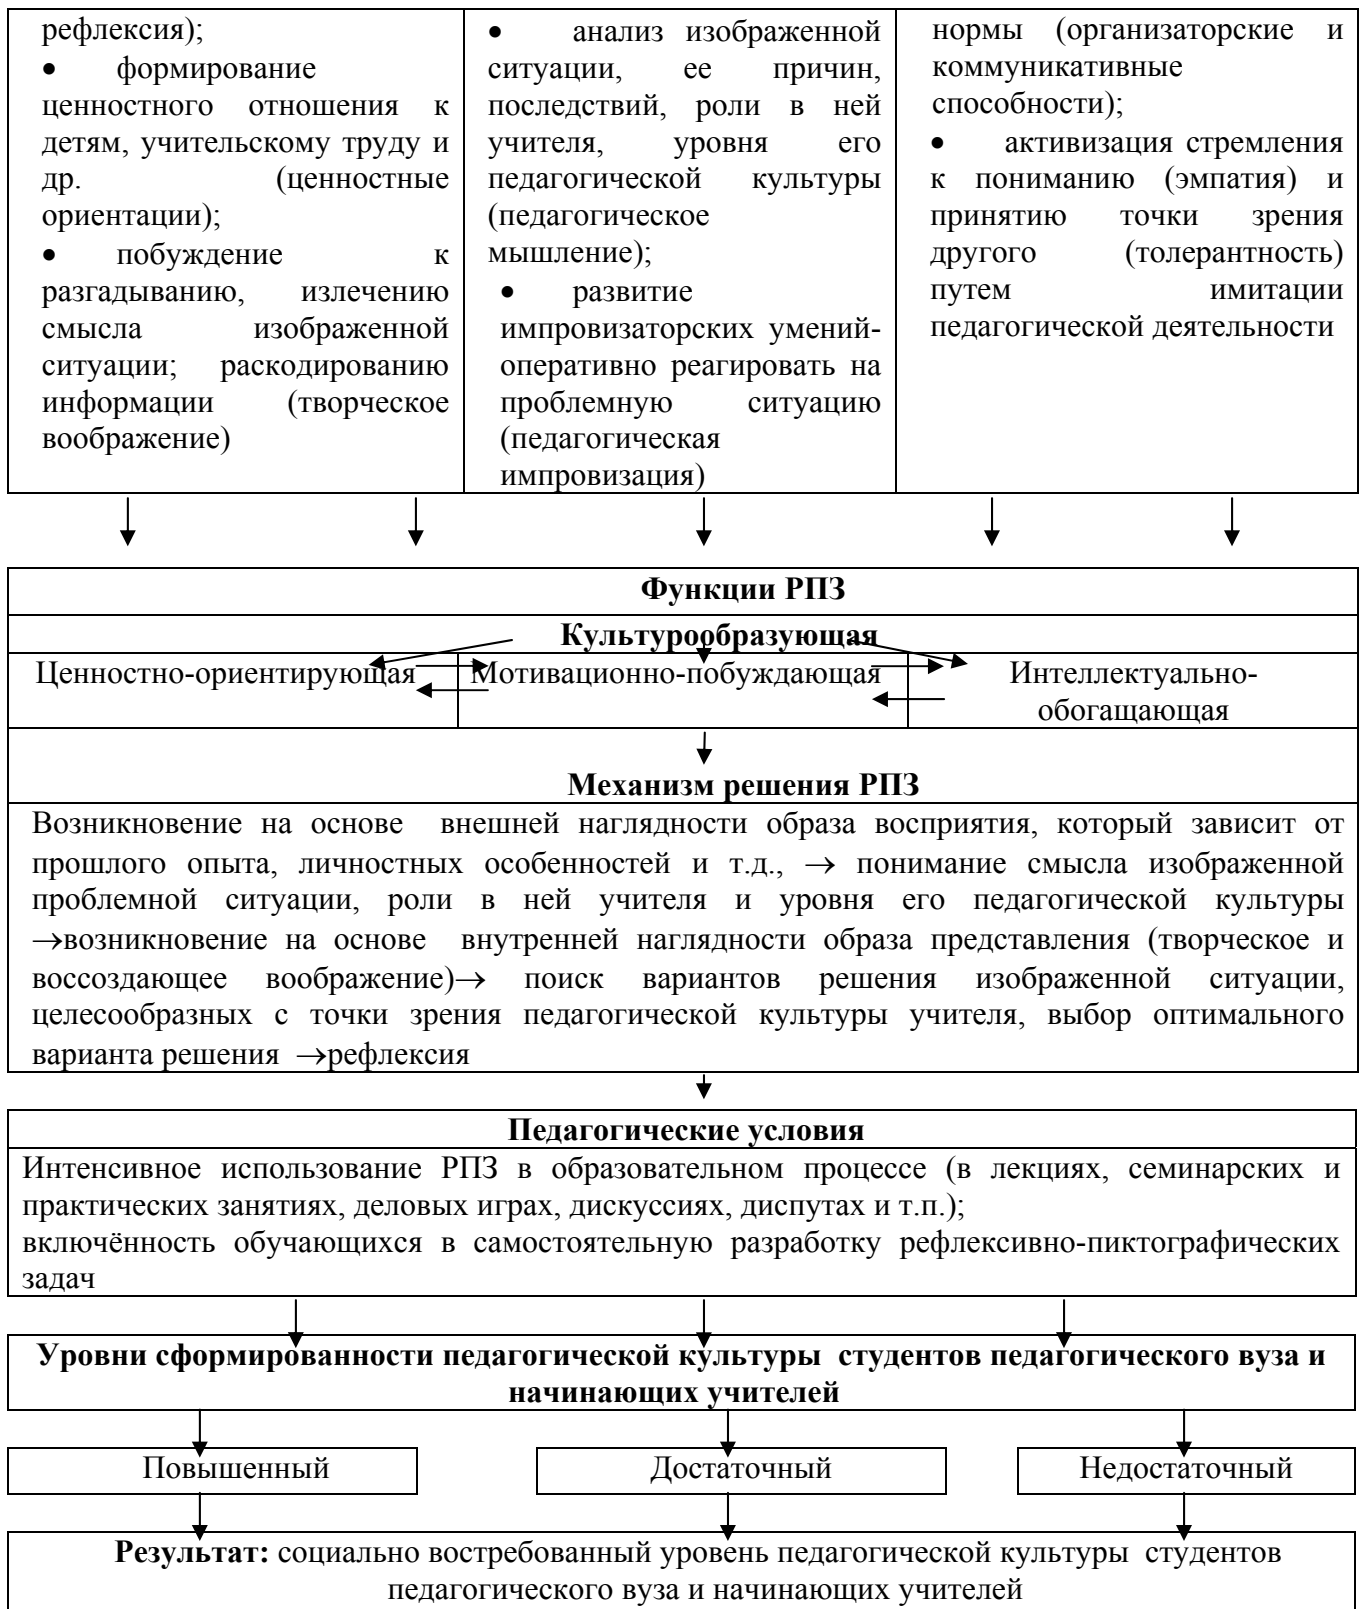 рефлексия);
• формирование
ценностного отношения к
детям, учительскому труду и
др. (ценностные
ориентации);
• побуждение к
разгадыванию, излечению
смысла изображенной
ситуации; раскодированию
информации (творческое
воображение)
• анализ изображенной
ситуации, ее причин,
последствий, роли в ней
учителя, уровня его
педагогической культуры
(педагогическое
мышление);
• развитие
импровизаторских умений-
оперативно реагировать на
проблемную ситуацию
(педагогическая
импровизация)
нормы (организаторские и
коммуникативные
способности);
• активизация стремления
к пониманию (эмпатия) и
принятию точки зрения
другого (толерантность)
путем имитации
педагогической деятельности
Функции РПЗ
Культурообразующая
Ценностно-ориентирующая
Мотивационно-побуждающая
Интеллектуально-
обогащающая
Механизм решения РПЗ
Возникновение на основе внешней наглядности образа восприятия, который зависит от
прошлого опыта, личностных особенностей и т.д., → понимание смысла изображенной
проблемной ситуации, роли в ней учителя и уровня его педагогической культуры
→возникновение на основе внутренней наглядности образа представления (творческое и
воссоздающее воображение)→ поиск вариантов решения изображенной ситуации,
целесообразных с точки зрения педагогической культуры учителя, выбор оптимального
варианта решения →рефлексия
Педагогические условия
Интенсивное использование РПЗ в образовательном процессе (в лекциях, семинарских и
практических занятиях, деловых играх, дискуссиях, диспутах и т.п.);
включённость обучающихся в самостоятельную разработку рефлексивно-пиктографических
задач
Уровни сформированности педагогической культуры студентов педагогического вуза и
начинающих учителей
Повышенный
Достаточный
Недостаточный
Результат: социально востребованный уровень педагогической культуры студентов
педагогического вуза и начинающих учителей